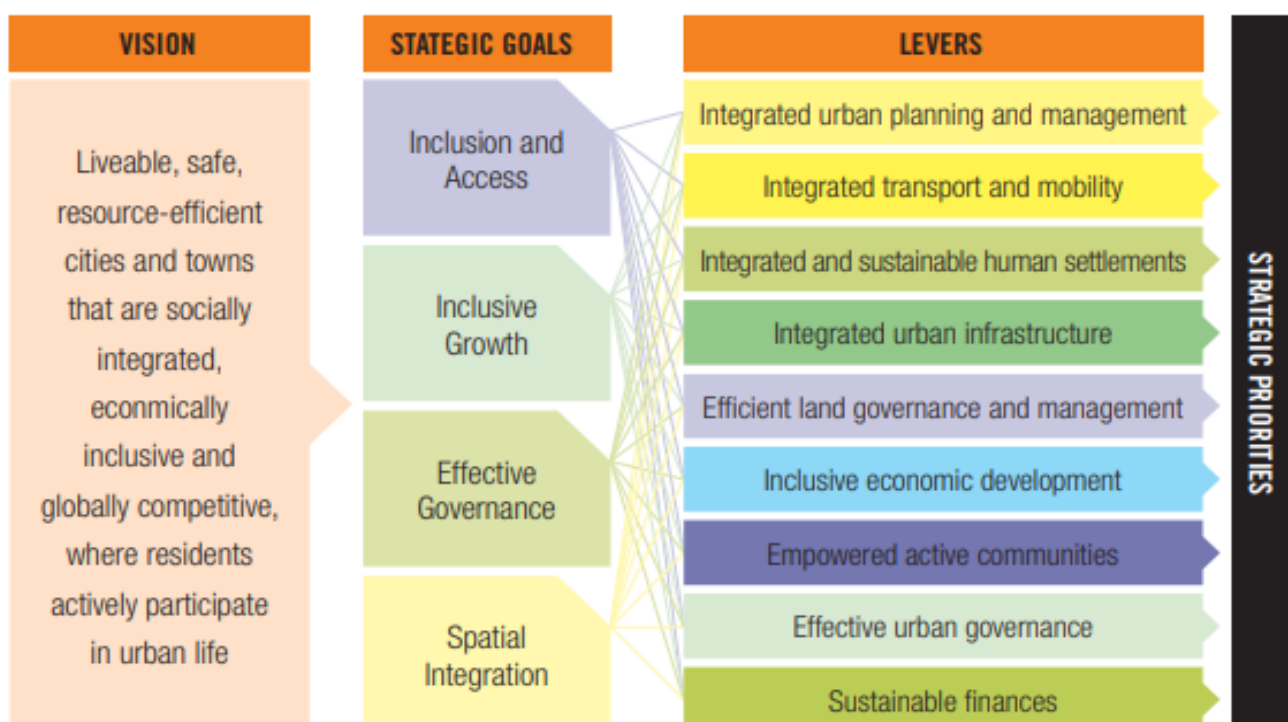 VISION
Liveable, safe,
resource-efficient
cities and towns
that are socially
integrated,
econmically
inclusive and
globally competitive,
where residents
actively participate
in urban life
STATEGIC GOALS
Inclusion and
Access
Inclusive
Growth
Effective
Governance
Spatial
Integration
LEVERS
Integrated urban planning and management
Integrated transport and mobility
Integrated and sustainable human settlements
Integrated urban infrastructure
Efficient land governance and management
Inclusive economic development
Empowered active communities
Effective urban governance
Sustainable finances
STRATEGIC PRIORITIES